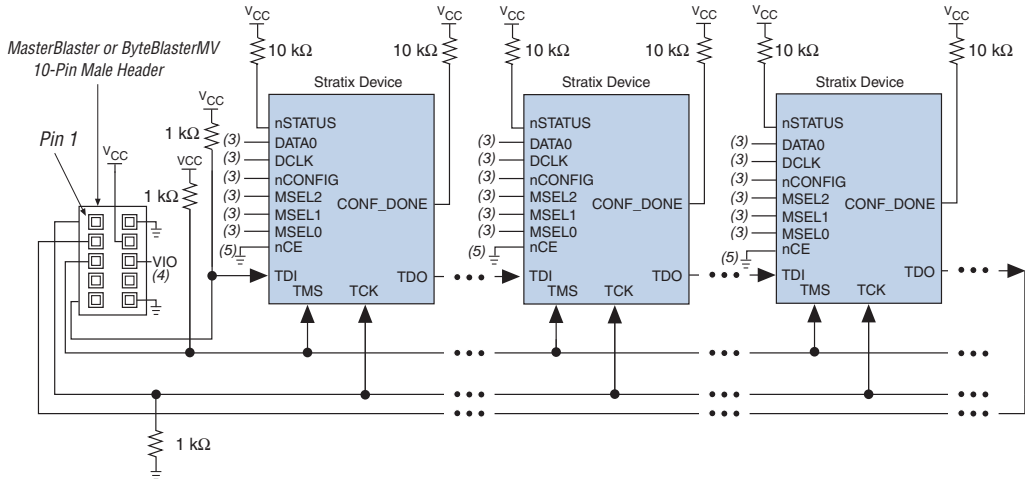 VCC
10 kΩ
VCC
10 kΩ
VCC
10 kΩ
VCC
10 kΩ
VCC
10 kΩ
VCC
10 kΩ
MasterBlaster or ByteBlasterMV
10-Pin Male Header
Pin 1
VCC
VCC
1 kΩ
VCC
1 kΩ
VIO
(4)
1 kΩ
Stratix Device
nSTATUS
(3) DATA0
(3) DCLK
(3) nCONFIG
(3) MSEL2
(3) MSEL1
(3) MSEL0
(5) nCE
CONF_DONE
TDI
TDO
TMS
TCK
Stratix Device
nSTATUS
(3) DATA0
(3) DCLK
(3) nCONFIG
(3) MSEL2
(3) MSEL1
(3) MSEL0
(5) nCE
CONF_DONE
TDI
TDO
TMS
TCK
Stratix Device
nSTATUS
(3) DATA0
(3) DCLK
(3) nCONFIG
(3) MSEL2
(3) MSEL1
(3) MSEL0
(5) nCE
CONF_DONE
TDI
TDO
TMS
TCK